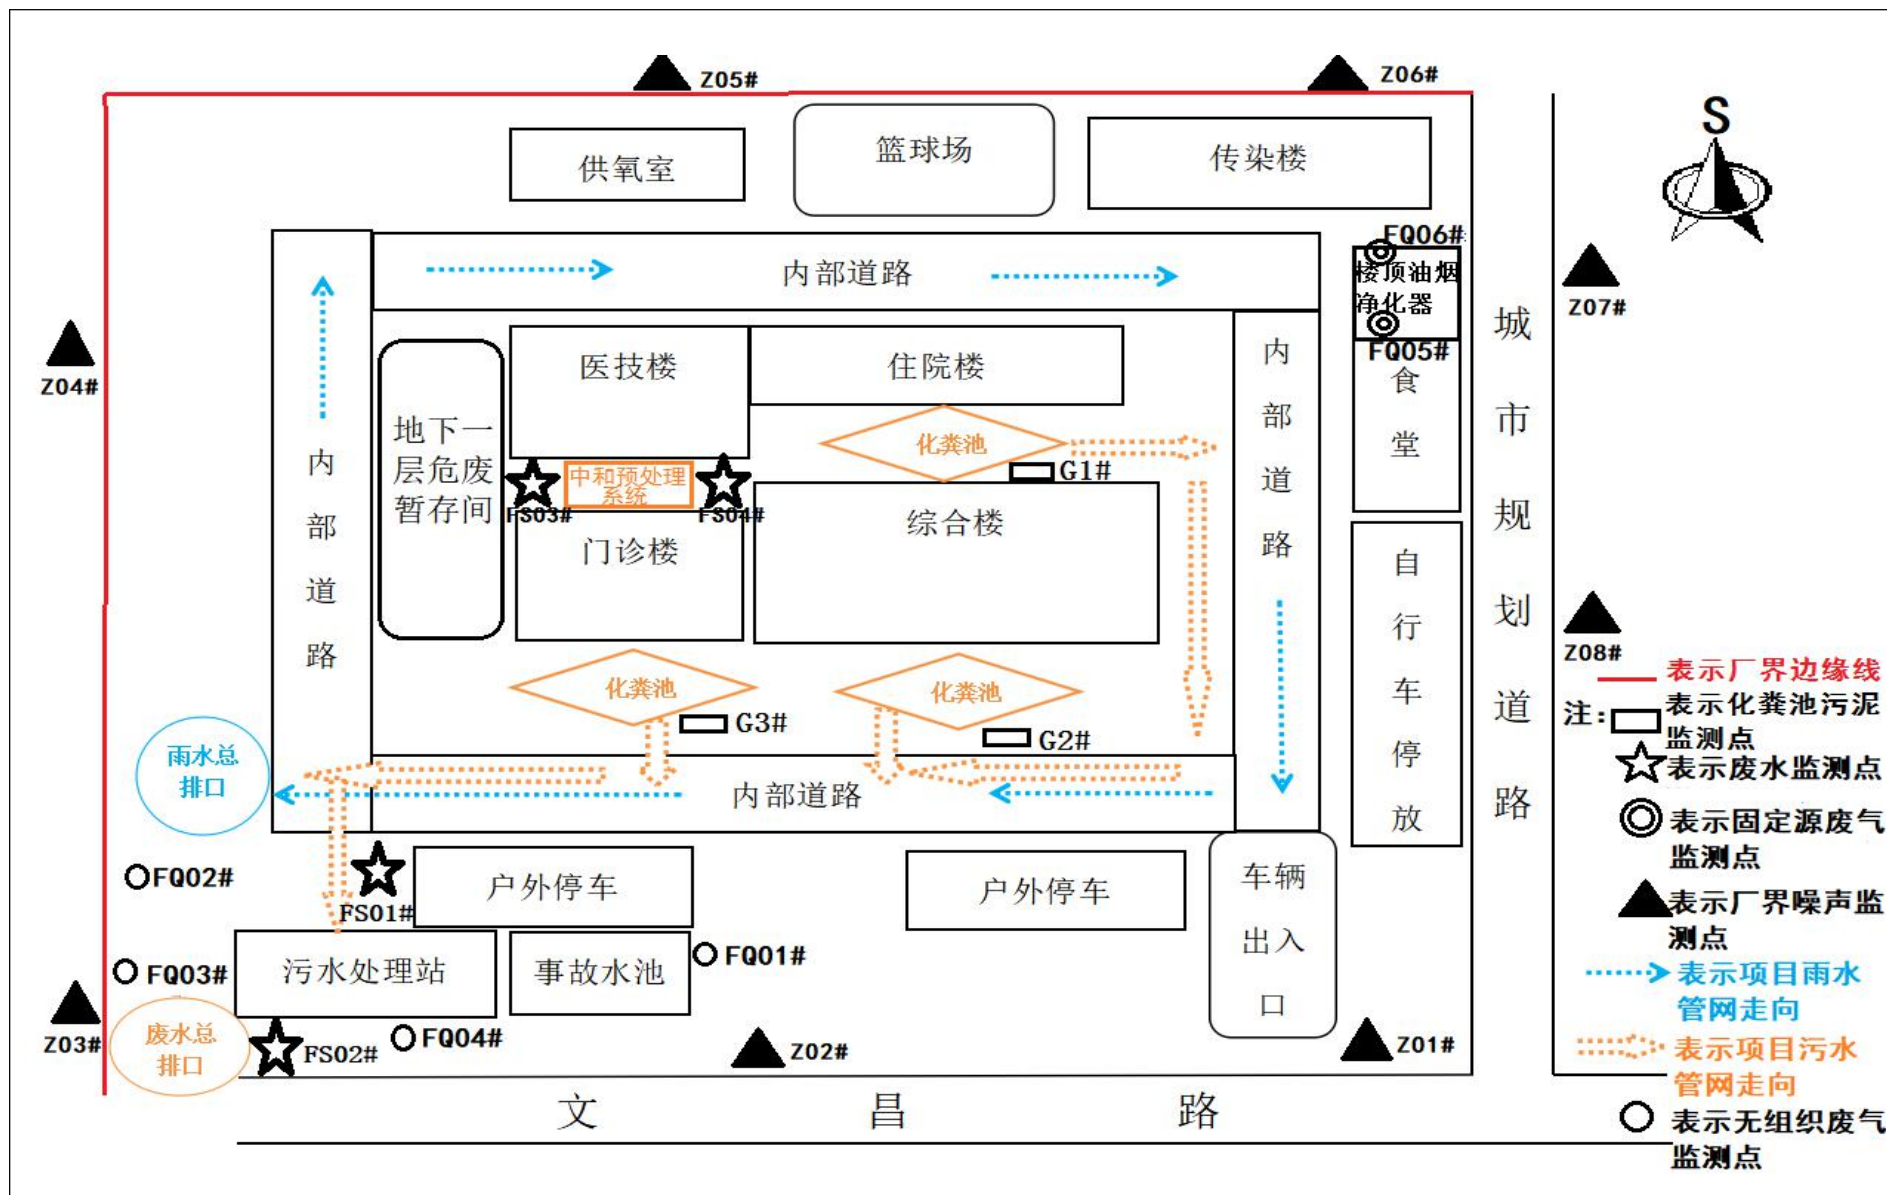 Z05#
Z06#
S
供氧室
篮球场
传染楼
FQ06#
楼顶油烟
净化器
FQ05#
Z07#
内部道路
Z04#
医技楼
住院楼
内部道路
食堂
城市规划道路
地下一
层危废
暂存间
内部道路
化粪池
G1#
中和预处理
系统
FS03#
FS04#
门诊楼
综合楼
自行车停放
Z08#
化粪池
化粪池
G3#
G2#
雨水总
排口
内部道路
FQ02#
FS01#
户外停车
户外停车
车辆
出入
口
FQ03#
污水处理站
事故水池
FQ01#
Z03#
废水总
排口
FS02#
FQ04#
Z02#
Z01#
文昌路
表示厂界边缘线
注:
表示化粪池污泥
监测点
表示废水监测点
表示固定源废气
监测点
表示厂界噪声监
测点
表示项目雨水
管网走向
表示项目污水
管网走向
表示无组织废气
监测点